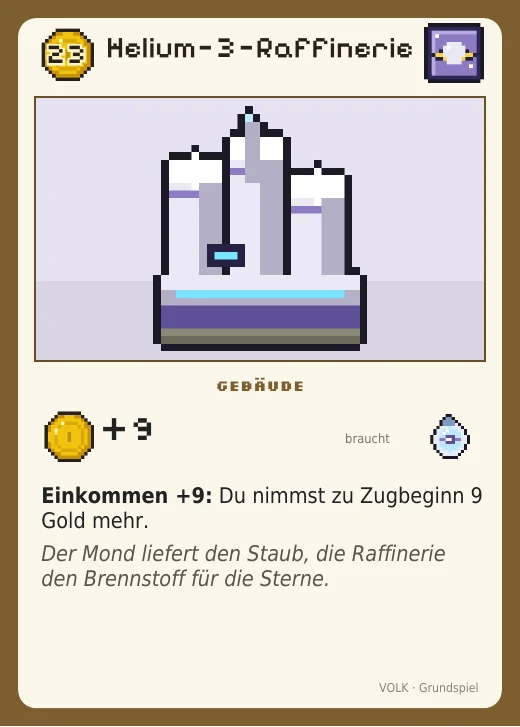 23 Helium-3-Raffinerie
GEBÄUDE
+9 braucht
Einkommen +9: Du nimmst zu Zugbeginn 9
Gold mehr.
Der Mond liefert den Staub, die Raffinerie
den Brennstoff für die Sterne.
VOLK · Grundspiel